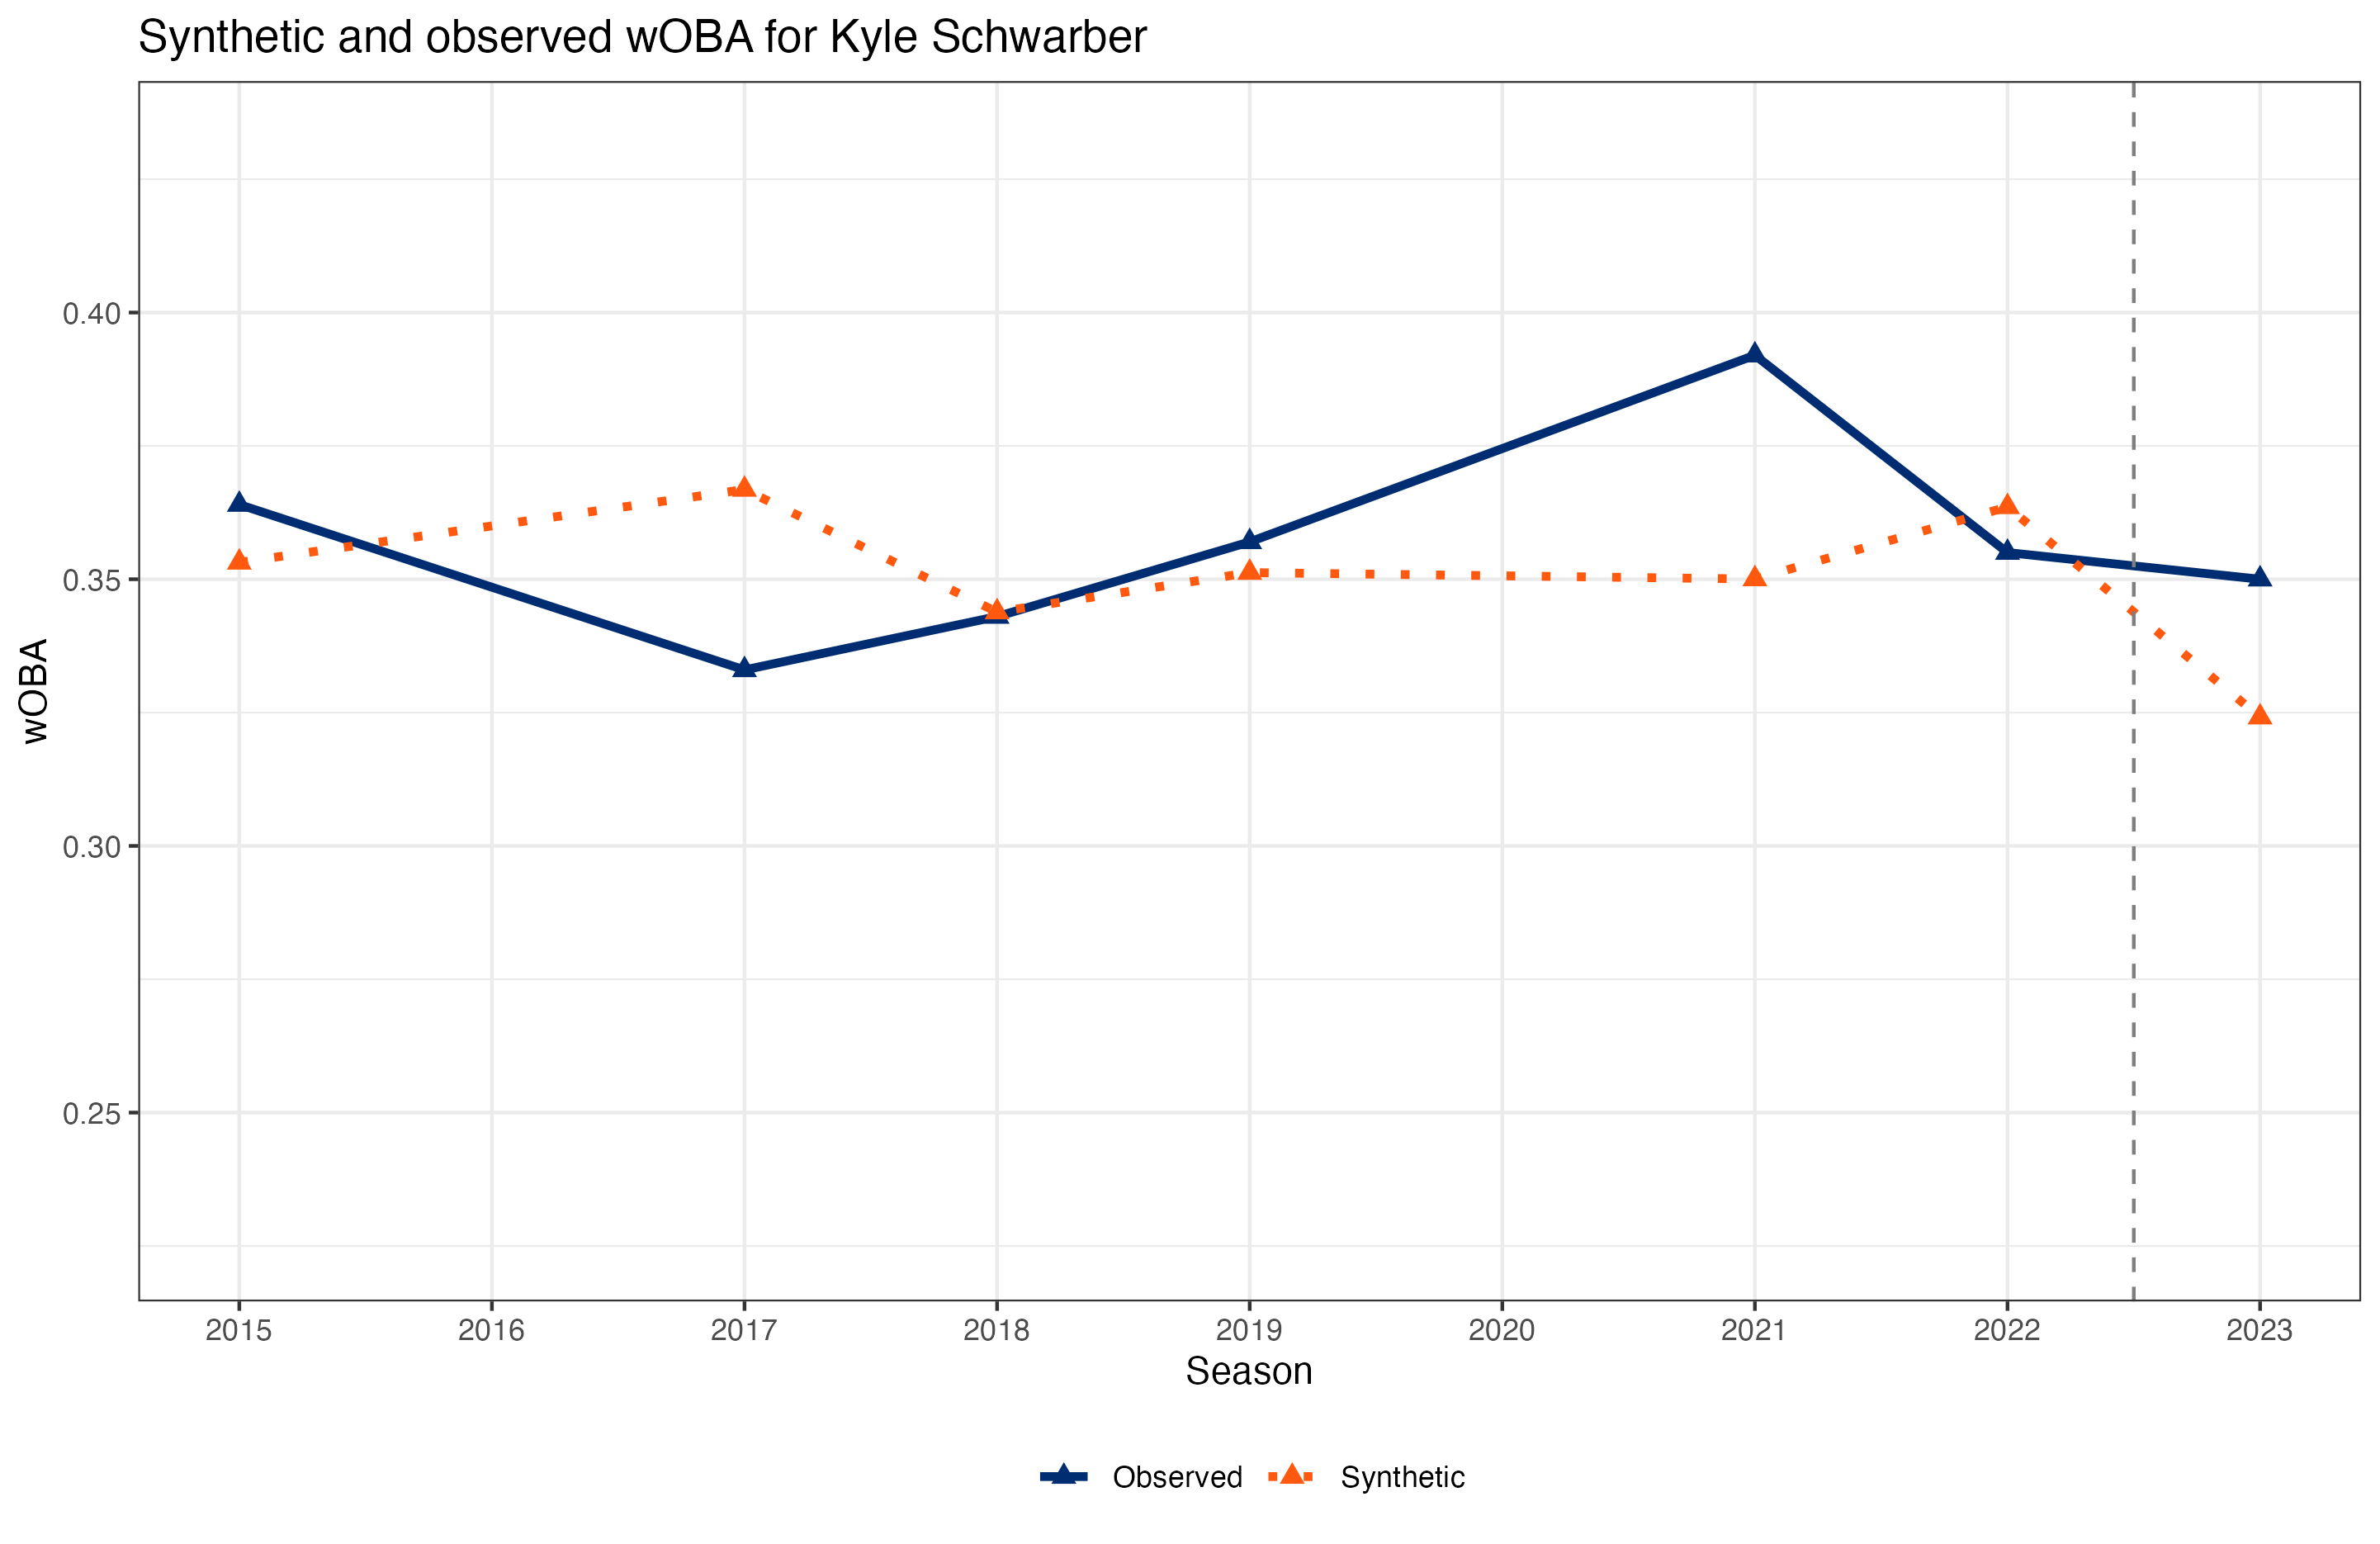 Synthetic and observed wOBA for Kyle Schwarber
wOBA
0.40
0.35
0.30
0.25
2015 2016 2017 2018 2019 2020 2021 2022 2023
Season
Observed Synthetic